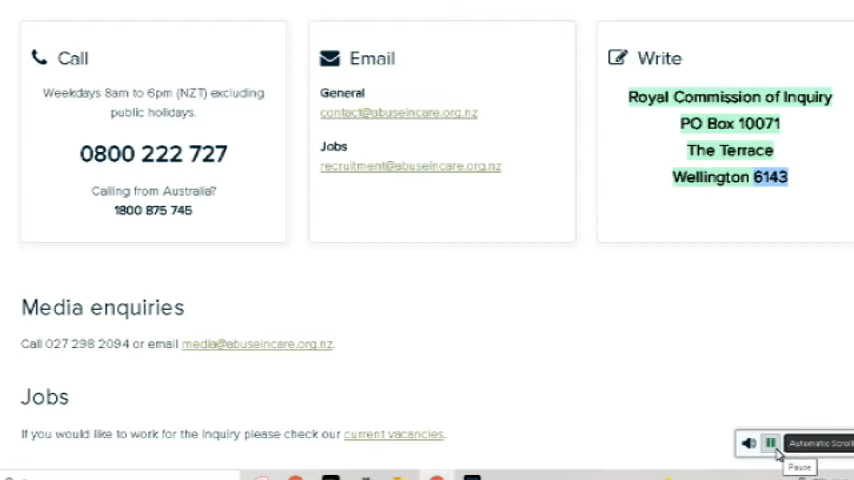 Call
Weekdays 8am to 6pm (NZT) excluding
public holidays.
0800 222 727
Calling from Australia?
1800 875 745
Email
General
contact@abuseincare.org.nz
Jobs
recruitment@abuseincare.org.nz
Write
Royal Commission of Inquiry
PO Box 10071
The Terrace
Wellington 6143
Media enquiries
Call 027 298 2094 or email media@abuseincare.org.nz.
Jobs
If you would like to work for the Inquiry please check our current vacancies.
Automatic Scroll
Pause